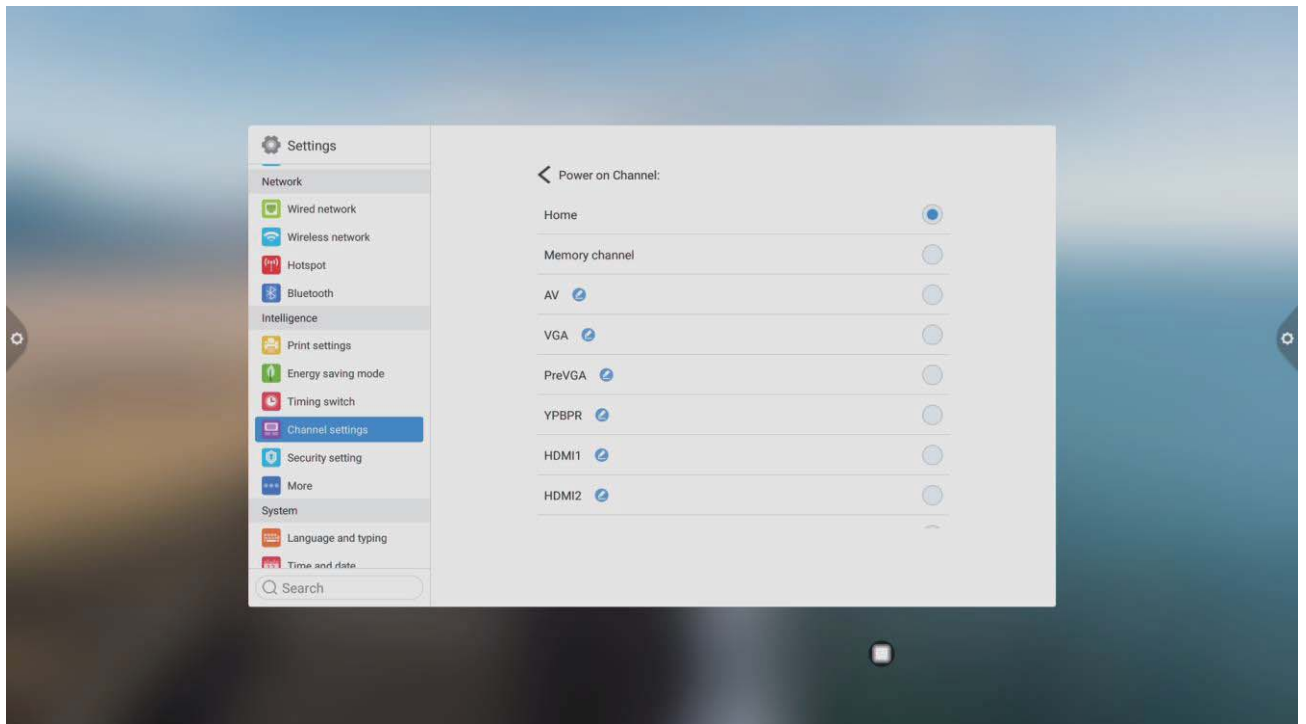 Settings
Network
Wired network
Wireless network
Hotspot
Bluetooth
Intelligence
Print settings
Energy saving mode
Timing switch
Channel settings
Security setting
More
System
Language and typing
Time and date
Search
Power on Channel:
Home
Memory channel
AV
VGA
PreVGA
YPBPR
HDMI1
HDMI2